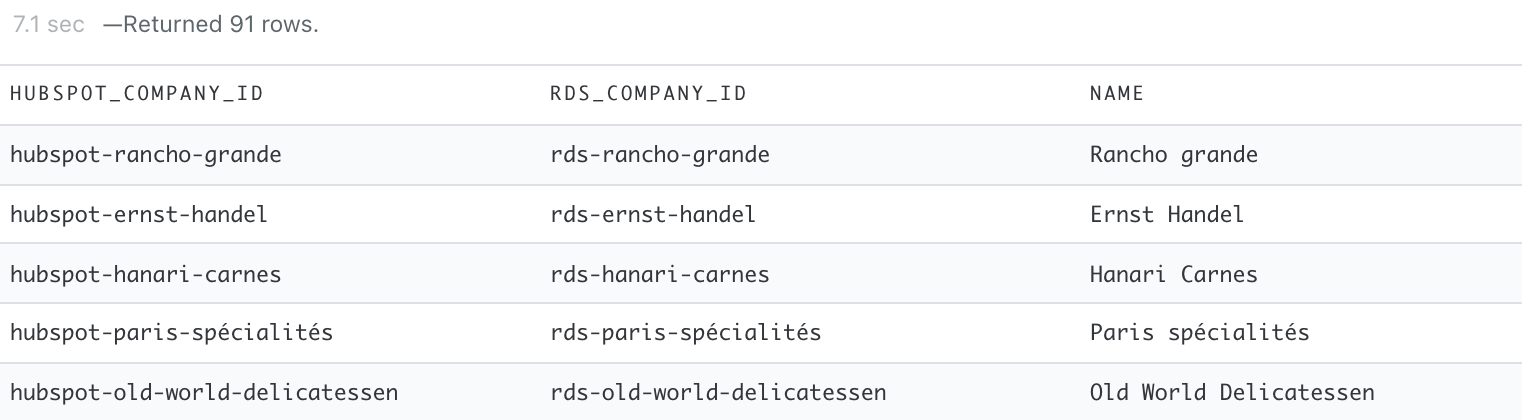 7.1 sec —Returned 91 rows.
HUBSPOT_COMPANY_ID RDS_COMPANY_ID NAME
hubspot-rancho-grande rds-rancho-grande Rancho grande
hubspot-ernst-handel rds-ernst-handel Ernst Handel
hubspot-hanari-carnes rds-hanari-carnes Hanari Carnes
hubspot-paris-spécialités rds-paris-spécialités Paris spécialités
hubspot-old-world-delicatessen rds-old-world-delicatessen Old World Delicatessen